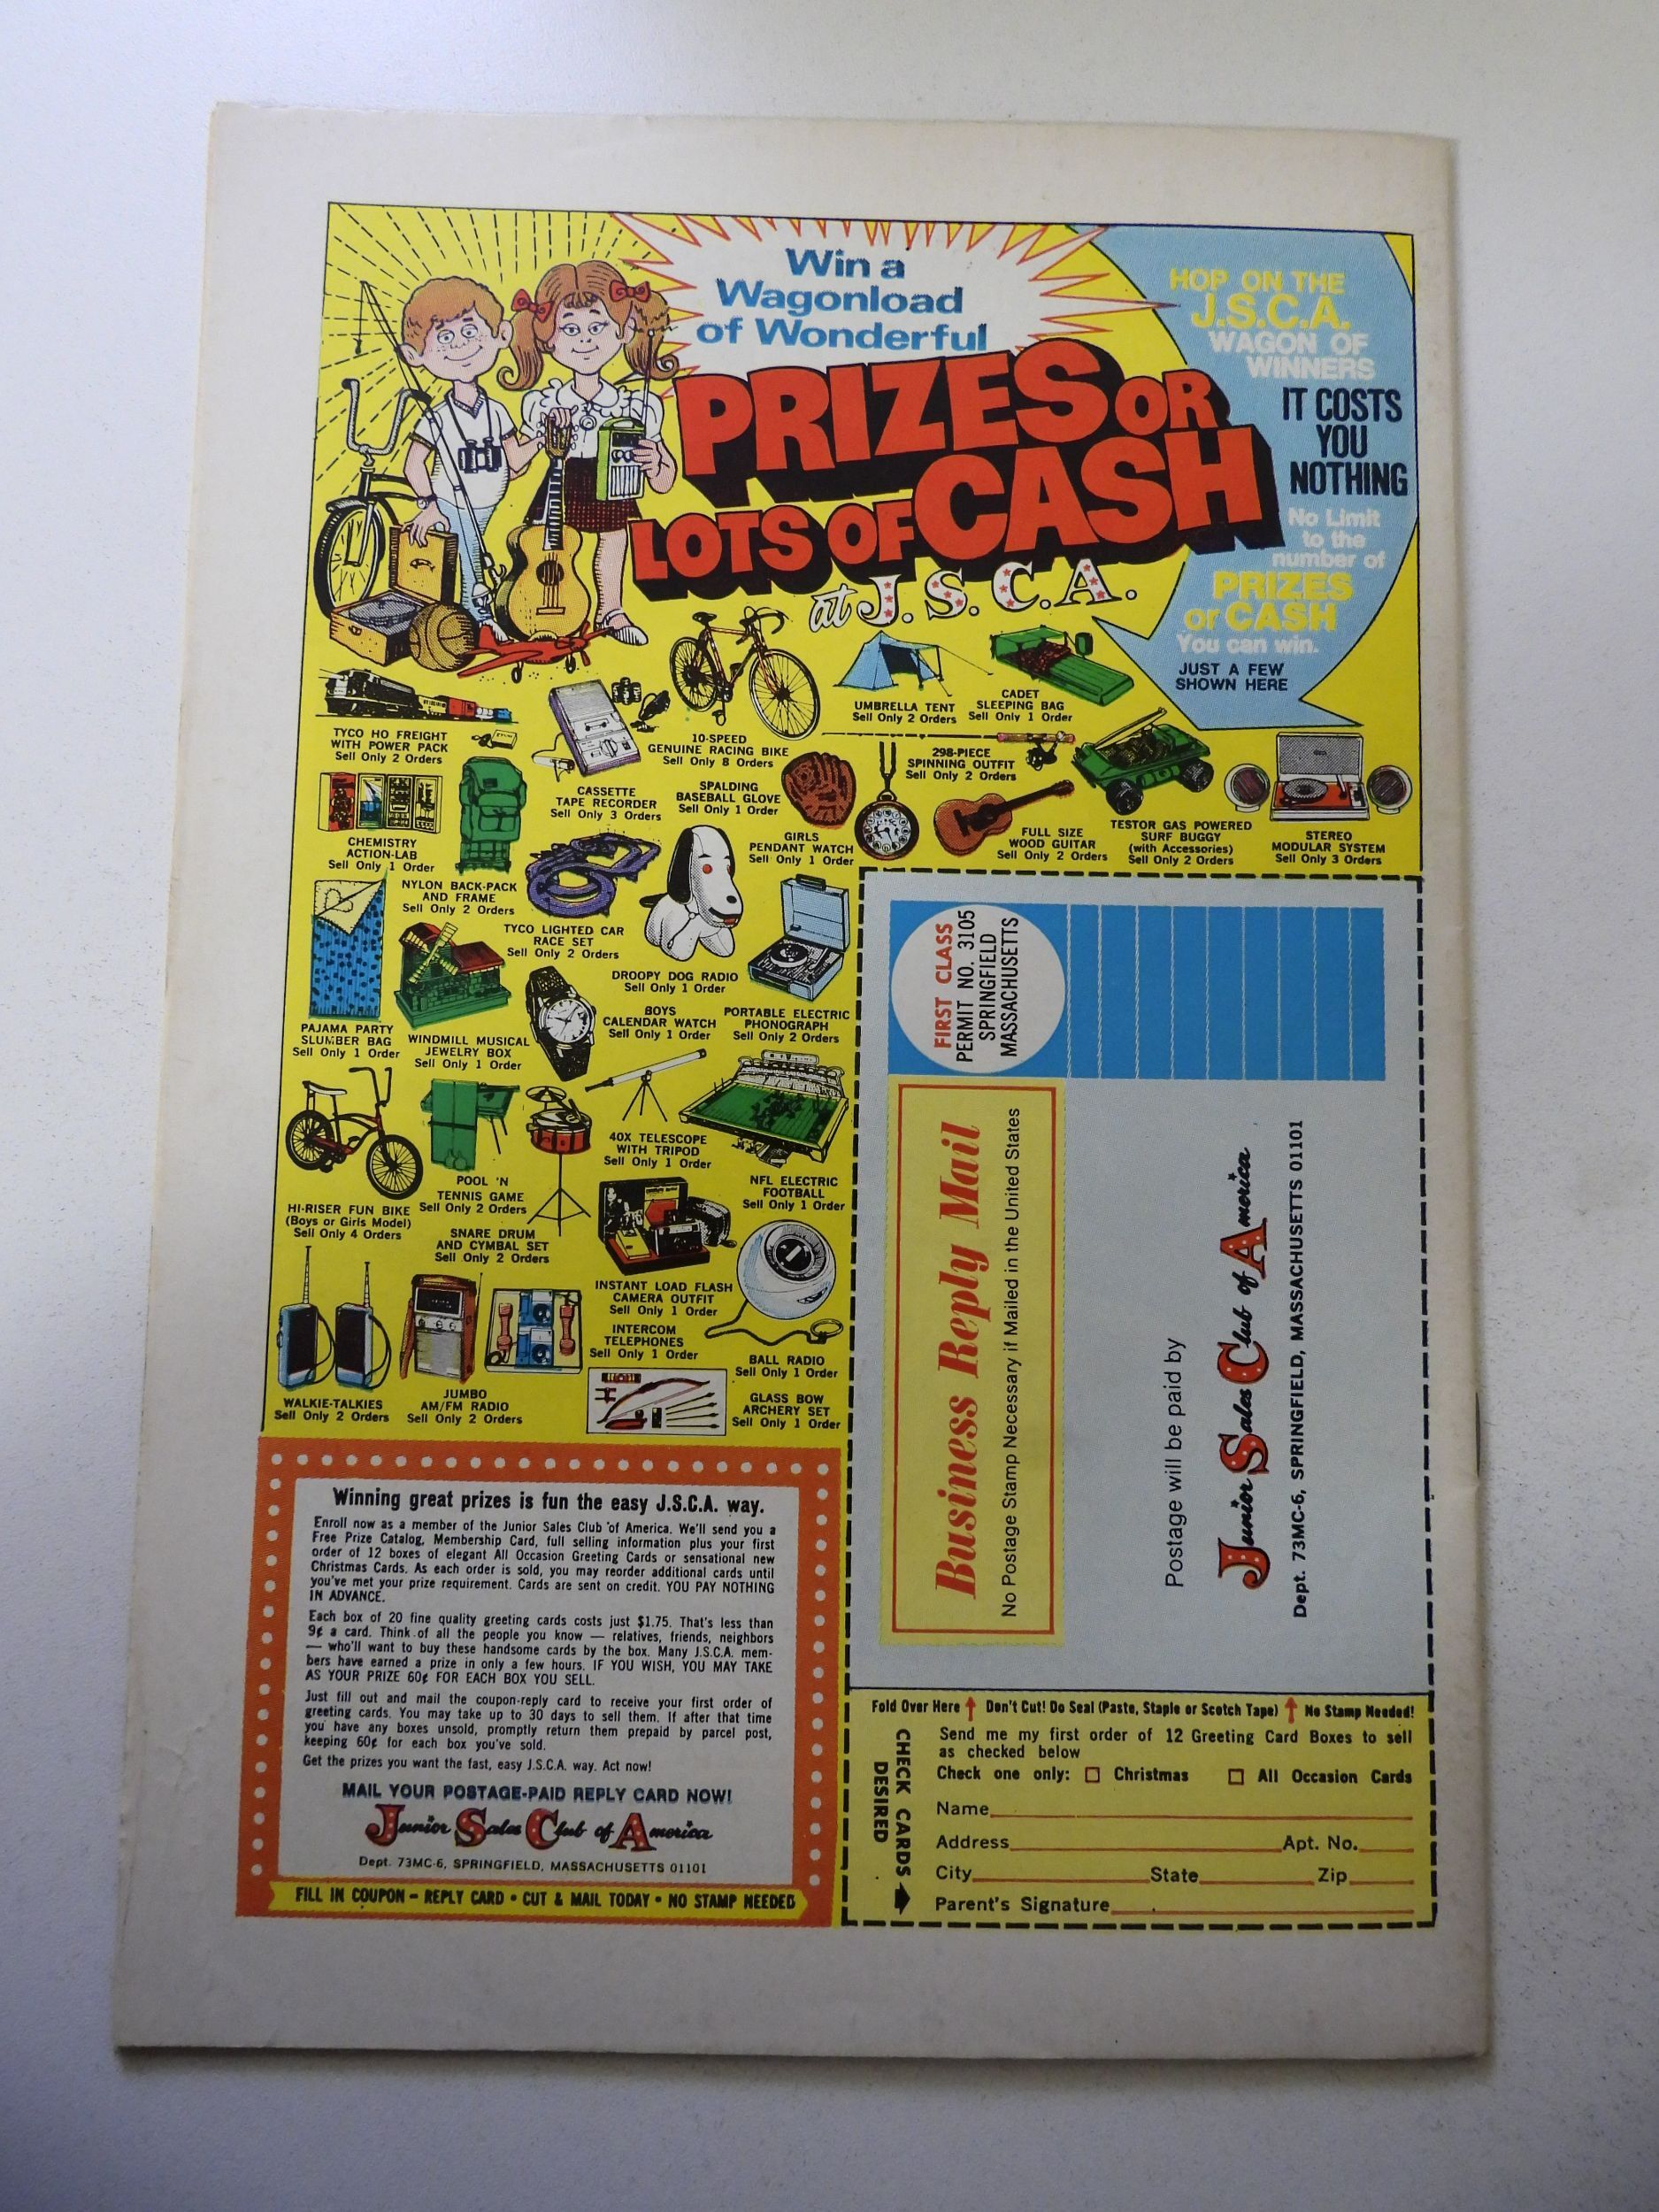 Win a
Wagonload
of Wonderful
PRIZES OR
LOTS OF CASH
at J.S.C.A.
HOP ON THE
J.S.C.A.
WAGON OF
WINNERS
IT COSTS
YOU
NOTHING
No Limit
to the
number of
PRIZES
or CASH
You can win.
JUST A FEW
SHOWN HERE
TYCO HO FREIGHT
WITH POWER PACK
Sell Only 2 Orders
CASSETTE
TAPE RECORDER
Sell Only 3 Orders
10-SPEED
GENUINE RACING BIKE
Sell Only 8 Orders
UMBRELLA TENT
Sell Only 2 Orders
CADET
SLEEPING BAG
Sell Only 1 Order
298-PIECE
SPINNING OUTFIT
Sell Only 2 Orders
SPALDING
BASEBALL GLOVE
Sell Only 1 Order
GIRLS
PENDANT WATCH
Sell Only 1 Order
FULL SIZE
WOOD GUITAR
Sell Only 2 Orders
TESTOR GAS POWERED
SURF BUGGY
(with Accessories)
Sell Only 2 Orders
STEREO
MODULAR SYSTEM
Sell Only 3 Orders
CHEMISTRY
ACTION-LAB
Sell Only 1 Order
NYLON BACK-PACK
AND FRAME
Sell Only 2 Orders
TYCO LIGHTED CAR
RACE SET
Sell Only 2 Orders
DROOPY DOG RADIO
Sell Only 1 Order
PAJAMA PARTY
SLUMBER BAG
Sell Only 1 Order
WINDMILL MUSICAL
JEWELRY BOX
Sell Only 1 Order
BOYS
CALENDAR WATCH
Sell Only 1 Order
PORTABLE ELECTRIC
PHONOGRAPH
Sell Only 2 Orders
40X TELESCOPE
WITH TRIPOD
Sell Only 1 Order
HI-RISER FUN BIKE
(Boys or Girls Model)
Sell Only 4 Orders
POOL 'N
TENNIS GAME
Sell Only 2 Orders
SNARE DRUM
AND CYMBAL SET
Sell Only 2 Orders
NFL ELECTRIC
FOOTBALL
Sell Only 1 Order
INSTANT LOAD FLASH
CAMERA OUTFIT
Sell Only 1 Order
INTERCOM
TELEPHONES
Sell Only 1 Order
BALL RADIO
Sell Only 1 Order
WALKIE-TALKIES
Sell Only 2 Orders
JUMBO
AM/FM RADIO
Sell Only 2 Orders
GLASS BOW
ARCHERY SET
Sell Only 1 Order
Winning great prizes is fun the easy J.S.C.A. way.
Enroll now as a member of the Junior Sales Club of America. We'll send you a
Free Prize Catalog, Membership Card, full selling information plus your first
order of 12 boxes of elegant All Occasion Greeting Cards or sensational new
Christmas Cards. As each order is sold, you may reorder additional cards until
you've met your prize requirement. Cards are sent on credit. YOU PAY NOTHING
IN ADVANCE.
Each box of 20 fine quality greeting cards costs just $1.75. That's less than
9¢ a card. Think of all the people you know — relatives, friends, neighbors
— who'll want to buy these handsome cards by the box. Many J.S.C.A. mem-
bers have earned a prize in only a few hours. IF YOU WISH, YOU MAY TAKE
AS YOUR PRIZE 60¢ FOR EACH BOX YOU SELL.
Just fill out and mail the coupon-reply card to receive your first order of
greeting cards. You may take up to 30 days to sell them. If after that time
you have any boxes unsold, promptly return them prepaid by parcel post,
keeping 60¢ for each box you've sold.
Get the prizes you want the fast, easy J.S.C.A. way. Act now!
MAIL YOUR POSTAGE-PAID REPLY CARD NOW!
Junior Sales Club of America
Dept. 73MC-6, SPRINGFIELD, MASSACHUSETTS 01101
FILL IN COUPON - REPLY CARD • CUT & MAIL TODAY • NO STAMP NEEDED
FIRST CLASS
PERMIT NO. 3105
SPRINGFIELD
MASSACHUSETTS
Business Reply Mail
No Postage Stamp Necessary if Mailed in the United States
Postage will be paid by
Junior Sales Club of America
Dept. 73MC-6, SPRINGFIELD, MASSACHUSETTS 01101
Fold Over Here ↑ Don't Cut! Do Seal (Paste, Staple or Scotch Tape) ↑ No Stamp Needed!
CHECK CARDS
DESIRED
Send me my first order of 12 Greeting Card Boxes to sell
as checked below
Check one only: □ Christmas □ All Occasion Cards
Name
Address Apt. No.
City State Zip
Parent's Signature